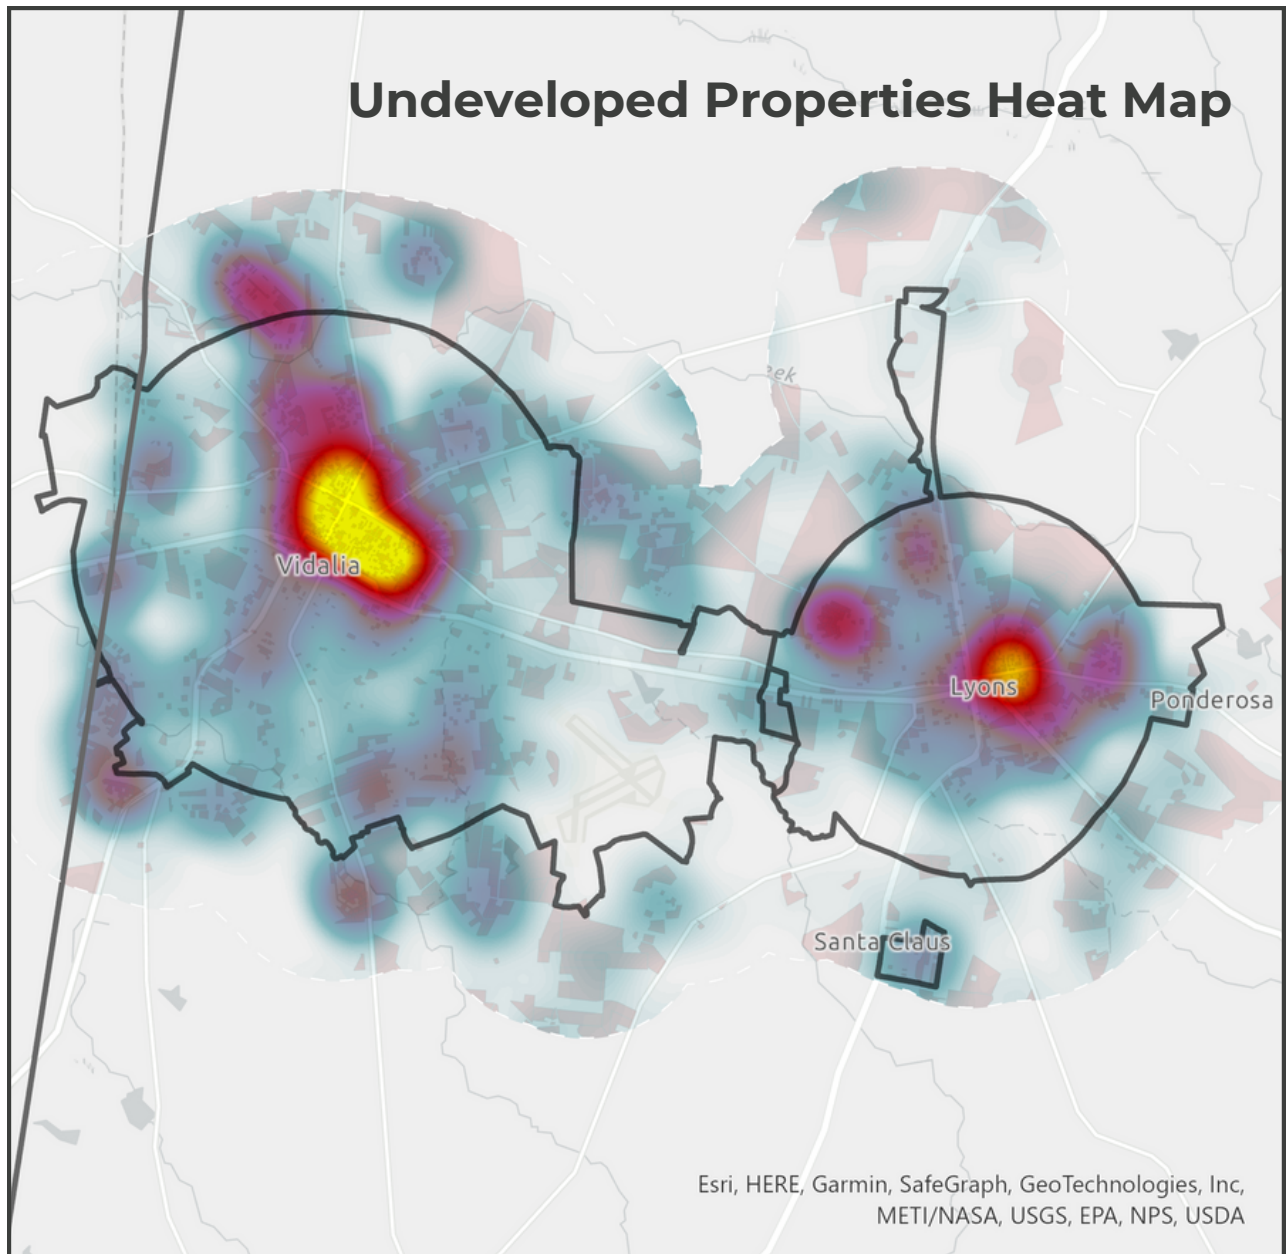 Undeveloped Properties Heat Map
eek
Vidalia
Lyons
Ponderosa
Santa Claus
Esri, HERE, Garmin, SafeGraph, GeoTechnologies, Inc,
METI/NASA, USGS, EPA, NPS, USDA